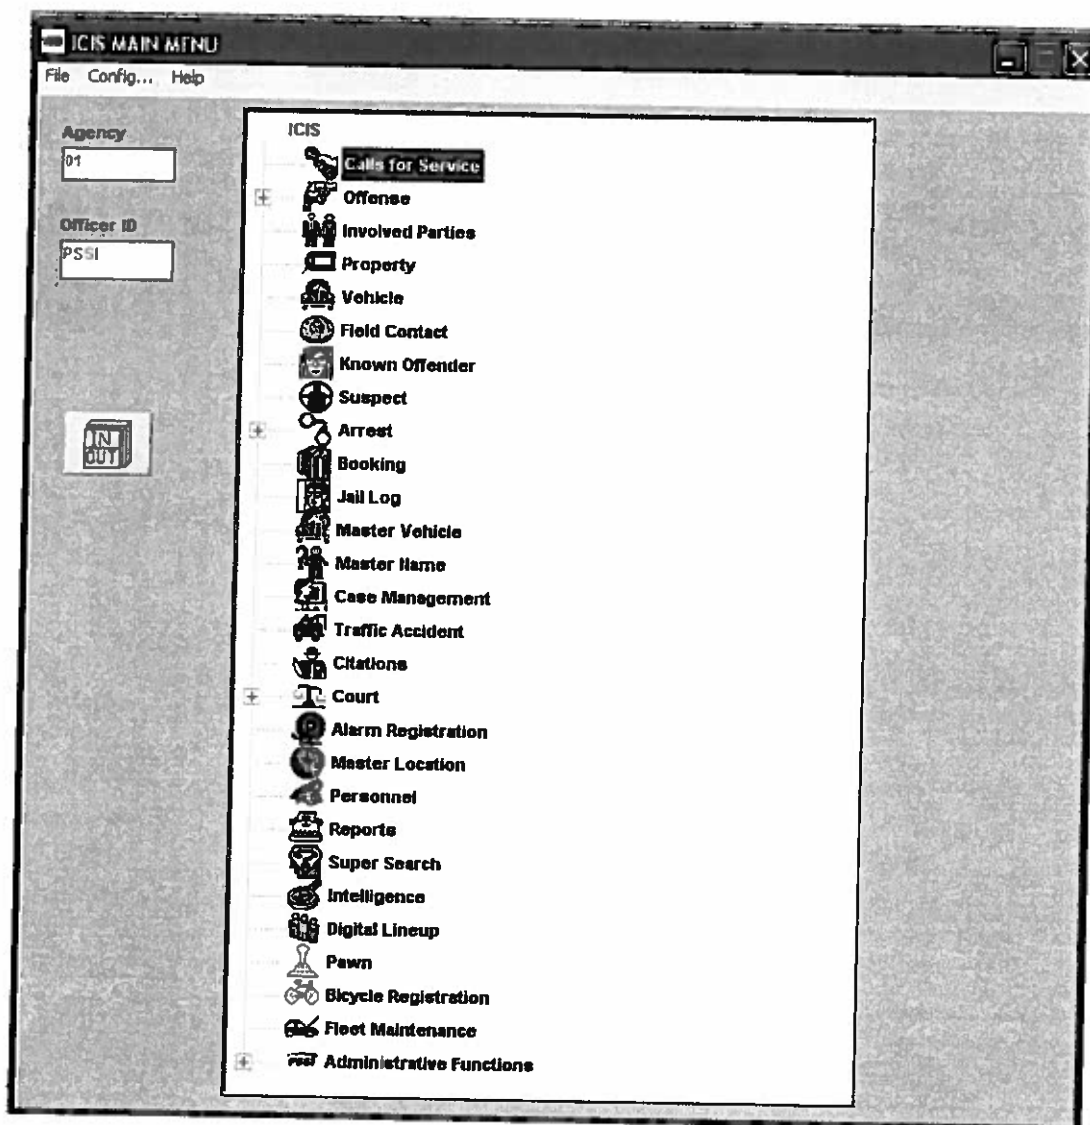 ICIS MAIN MENU
File Config... Help
Agency
01
Officer ID
PSSI
IN
OUT
ICIS
Calls for Service
Offense
Involved Parties
Property
Vehicle
Field Contact
Known Offender
Suspect
Arrest
Booking
Jail Log
Master Vehicle
Master Name
Case Management
Traffic Accident
Citations
Court
Alarm Registration
Master Location
Personnel
Reports
Super Search
Intelligence
Digital Lineup
Pawn
Bicycle Registration
Fleet Maintenance
PSSI Administrative Functions